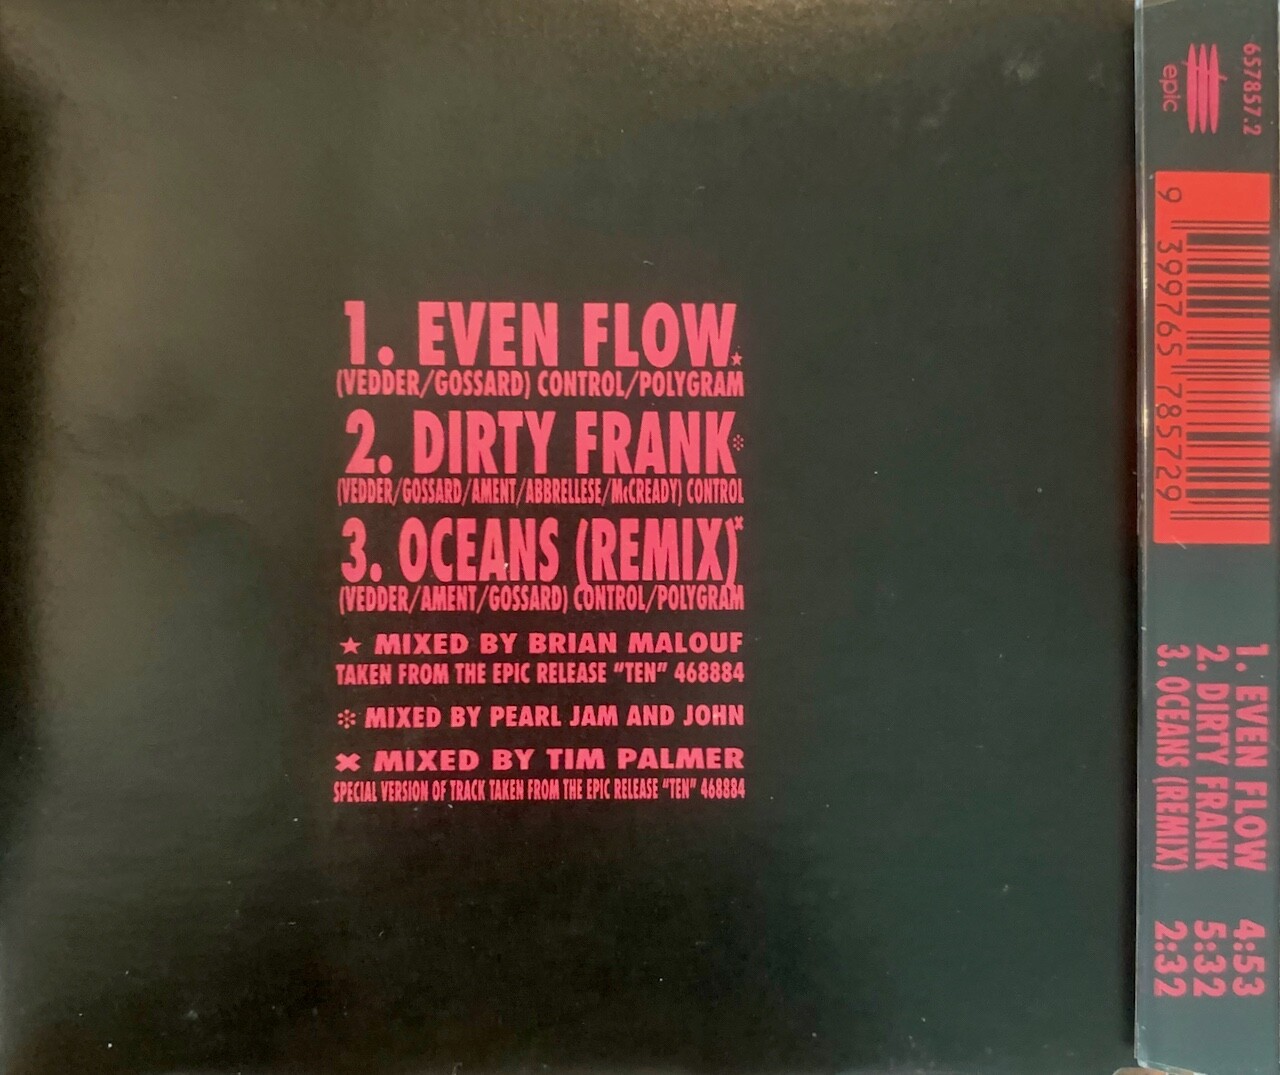 1. EVEN FLOW★
(VEDDER/GOSSARD) CONTROL/POLYGRAM
2. DIRTY FRANK❇
(VEDDER/GOSSARD/AMENT/ABBRELLESE/McCREADY) CONTROL
3. OCEANS (REMIX)✖
(VEDDER/AMENT/GOSSARD) CONTROL/POLYGRAM
★ MIXED BY BRIAN MALOUF
TAKEN FROM THE EPIC RELEASE "TEN" 468884
❇ MIXED BY PEARL JAM AND JOHN
✖ MIXED BY TIM PALMER
SPECIAL VERSION OF TRACK TAKEN FROM THE EPIC RELEASE "TEN" 468884
657857.2
epic
9 399765 785729
1. EVEN FLOW 4:53
2. DIRTY FRANK 5:32
3. OCEANS (REMIX) 2:32